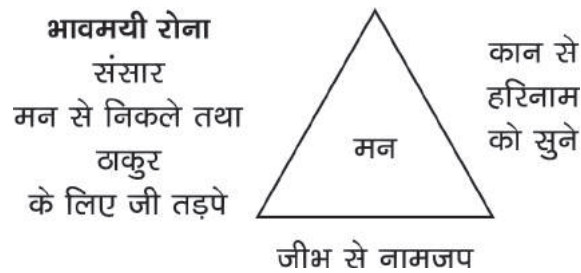 भावमयी रोना
संसार
मन से निकले तथा
ठाकुर
के लिए जी तड़पे
मन
कान से
हरिनाम
को सुने
जीभ से नामजप